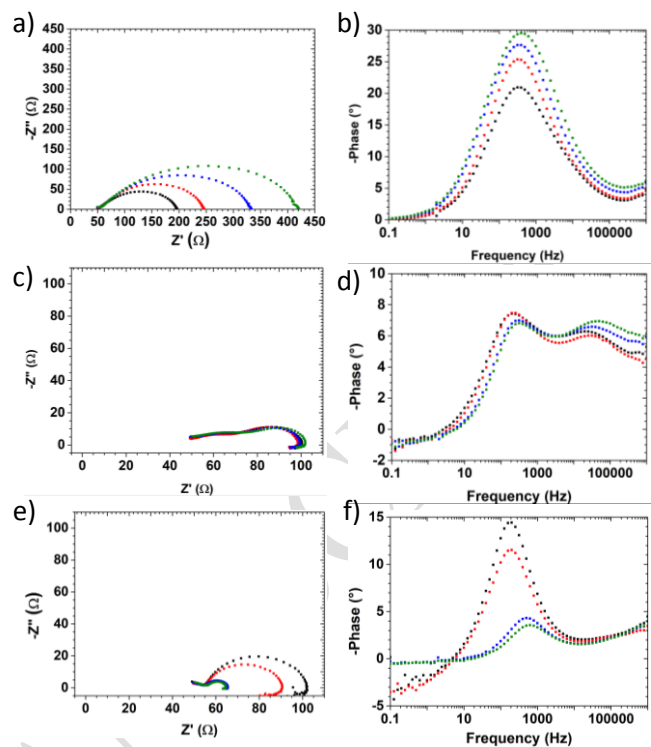 a)
450
400
350
300
250
200
150
100
50
0
0 50 100 150 200 250 300 350 400 450
-Z'' (Ω)
Z' (Ω)
b)
30
25
20
15
10
5
0
0.1 10 1000 100000
-Phase (°)
Frequency (Hz)
c)
100
80
60
40
20
0
0 20 40 60 80 100
-Z'' (Ω)
Z' (Ω)
d)
10
8
6
4
2
0
-2
0.1 10 1000 100000
-Phase (°)
Frequency (Hz)
e)
100
80
60
40
20
0
0 20 40 60 80 100
-Z'' (Ω)
Z' (Ω)
f)
15
10
5
0
-5
0.1 10 1000 100000
-Phase (°)
Frequency (Hz)